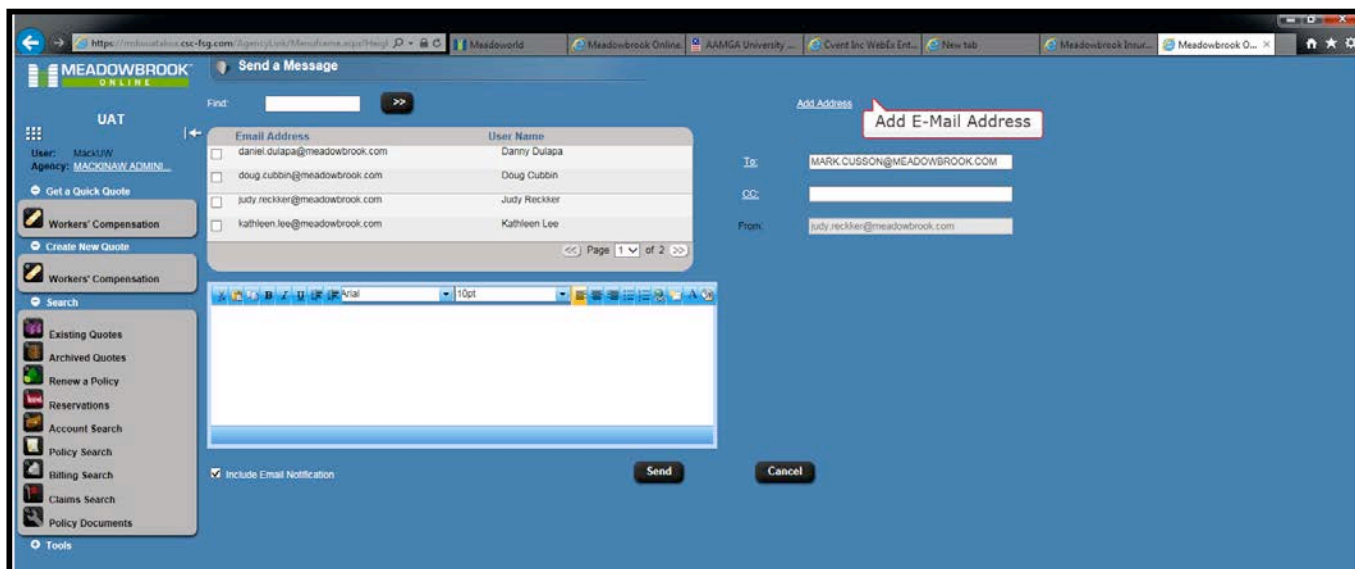 csc-fsg.com
Meadoworld
Meadowbrook Online
AAMGA University ...
Cvent Inc WebEx Ent...
New tab
Meadowbrook Insur...
Meadowbrook O...
MEADOWBROOK
ONLINE
UAT
User: MackUW
Agency: MACKINAW ADMINI...
Get a Quick Quote
Workers' Compensation
Create New Quote
Workers' Compensation
Search
Existing Quotes
Archived Quotes
Renew a Policy
Reservations
Account Search
Policy Search
Billing Search
Claims Search
Policy Documents
Tools
Send a Message
Find: >>
Email Address User Name
daniel.dulapa@meadowbrook.com Danny Dulapa
doug.cubbin@meadowbrook.com Doug Cubbin
judy.reckker@meadowbrook.com Judy Reckker
kathleen.lee@meadowbrook.com Kathleen Lee
<< Page 1 of 2 >>
B I U Arial 10pt A
Include Email Notification
Send Cancel
Add Address
Add E-Mail Address
To: MARK.CUSSON@MEADOWBROOK.COM
CC:
From: judy.reckker@meadowbrook.com